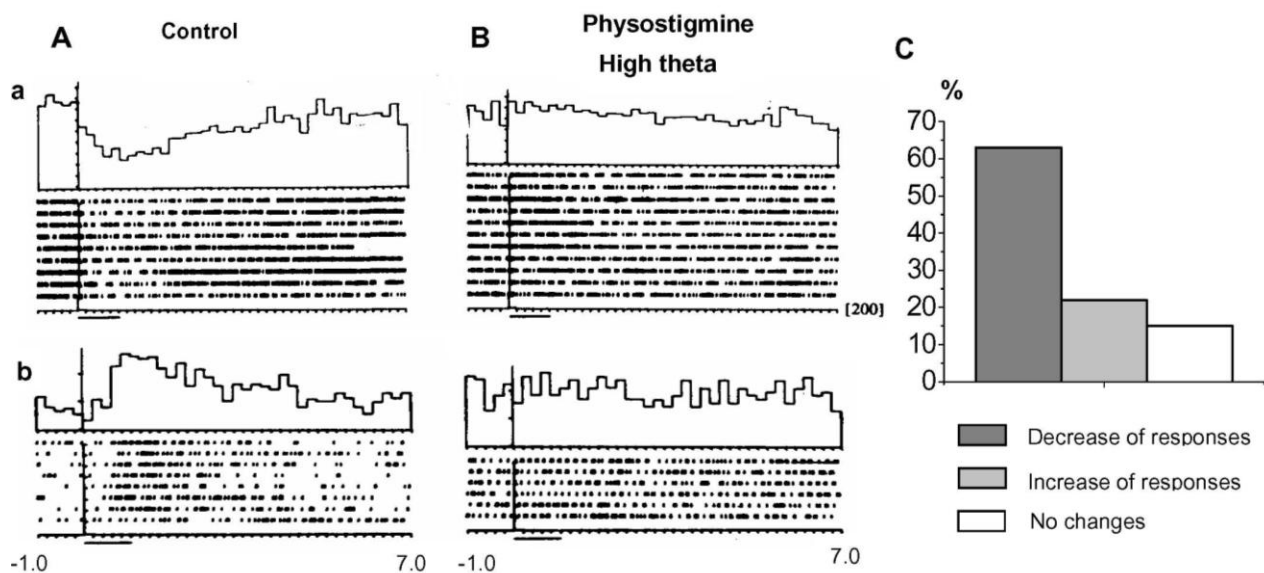 A
Control
B
Physostigmine
High theta
C
a
[200]
b
-1.0
7.0
-1.0
7.0
%
70
60
50
40
30
20
10
0
Decrease of responses
Increase of responses
No changes